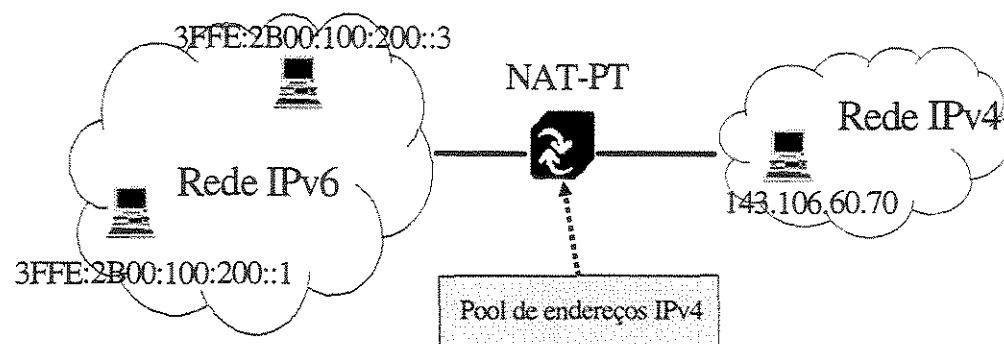 3FFE:2B00:100:200::3
NAT-PT
Rede IPv4
Rede IPv6
143.106.60.70
3FFE:2B00:100:200::1
Pool de endereços IPv4